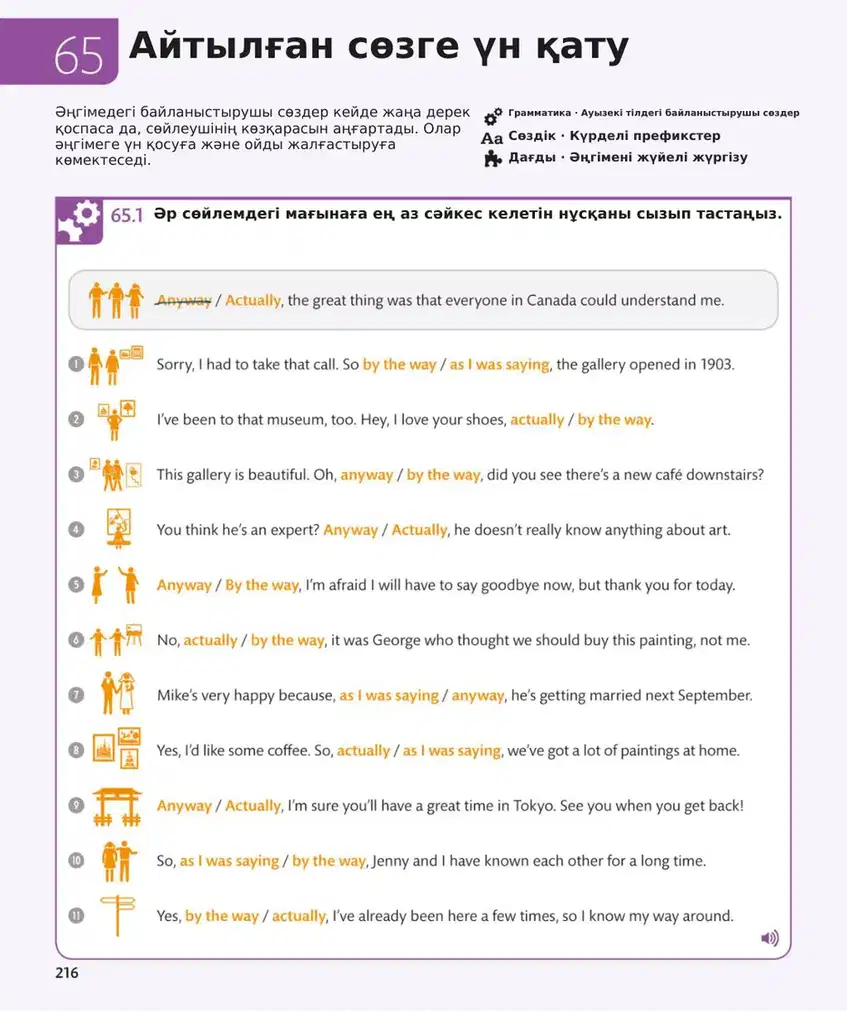 65 Айтылған сөзге үн қату
Әңгімедегі байланыстырушы сөздер кейде жаңа дерек
қоспаса да, сөйлеушінің көзқарасын аңғартады. Олар
әңгімеге үн қосуға және ойды жалғастыруға
көмектеседі.
Грамматика · Ауызекі тілдегі байланыстырушы сөздер
Aa Сөздік · Күрделі префикстер
Дағды · Әңгімені жүйелі жүргізу
65.1 Әр сөйлемдегі мағынаға ең аз сәйкес келетін нұсқаны сызып тастаңыз.
Anyway / Actually, the great thing was that everyone in Canada could understand me.
1 Sorry, I had to take that call. So by the way / as I was saying, the gallery opened in 1903.
2 I've been to that museum, too. Hey, I love your shoes, actually / by the way.
3 This gallery is beautiful. Oh, anyway / by the way, did you see there's a new café downstairs?
4 You think he's an expert? Anyway / Actually, he doesn't really know anything about art.
5 Anyway / By the way, I'm afraid I will have to say goodbye now, but thank you for today.
6 No, actually / by the way, it was George who thought we should buy this painting, not me.
7 Mike's very happy because, as I was saying / anyway, he's getting married next September.
8 Yes, I'd like some coffee. So, actually / as I was saying, we've got a lot of paintings at home.
9 Anyway / Actually, I'm sure you'll have a great time in Tokyo. See you when you get back!
10 So, as I was saying / by the way, Jenny and I have known each other for a long time.
11 Yes, by the way / actually, I've already been here a few times, so I know my way around.
216